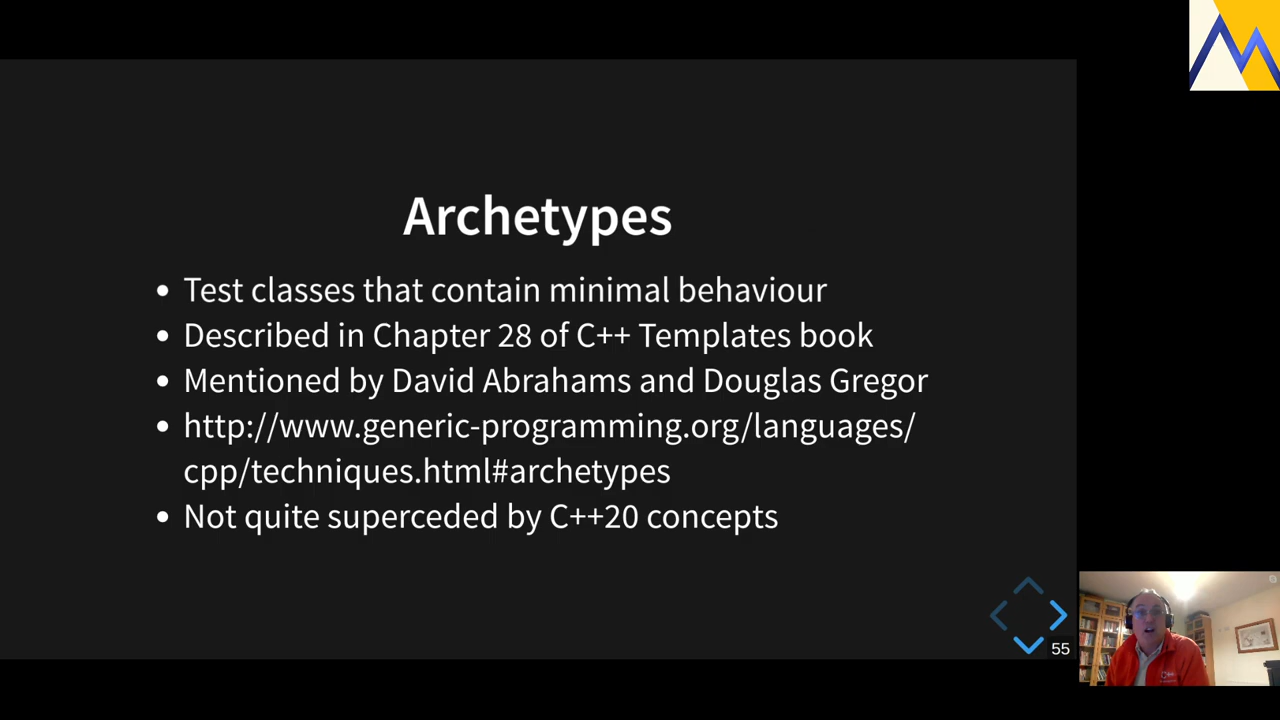 Archetypes
• Test classes that contain minimal behaviour
• Described in Chapter 28 of C++ Templates book
• Mentioned by David Abrahams and Douglas Gregor
• http://www.generic-programming.org/languages/
cpp/techniques.html#archetypes
• Not quite superceded by C++20 concepts
55